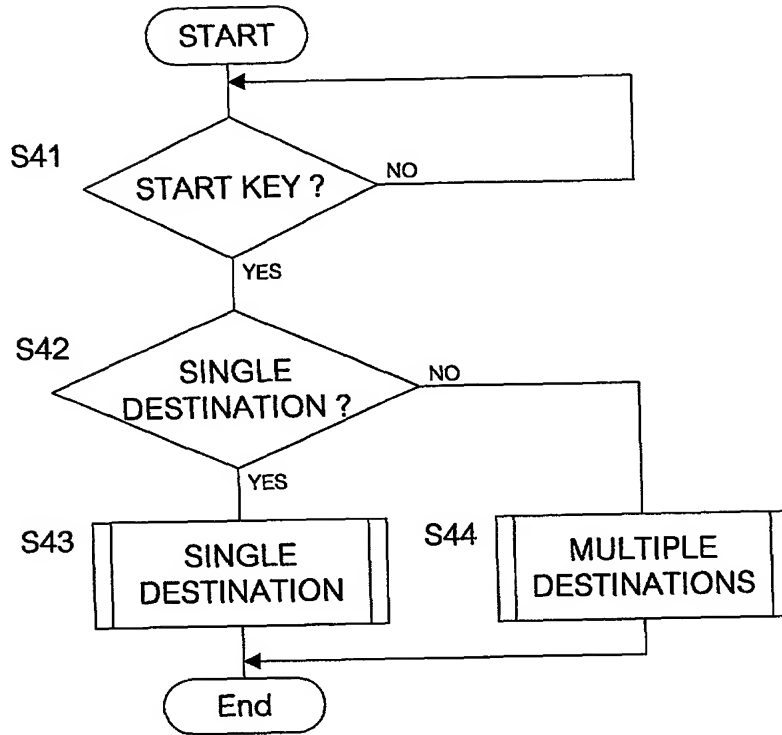 START
S41
START KEY ?
NO
YES
S42
SINGLE
DESTINATION ?
NO
YES
S43
SINGLE
DESTINATION
S44
MULTIPLE
DESTINATIONS
End